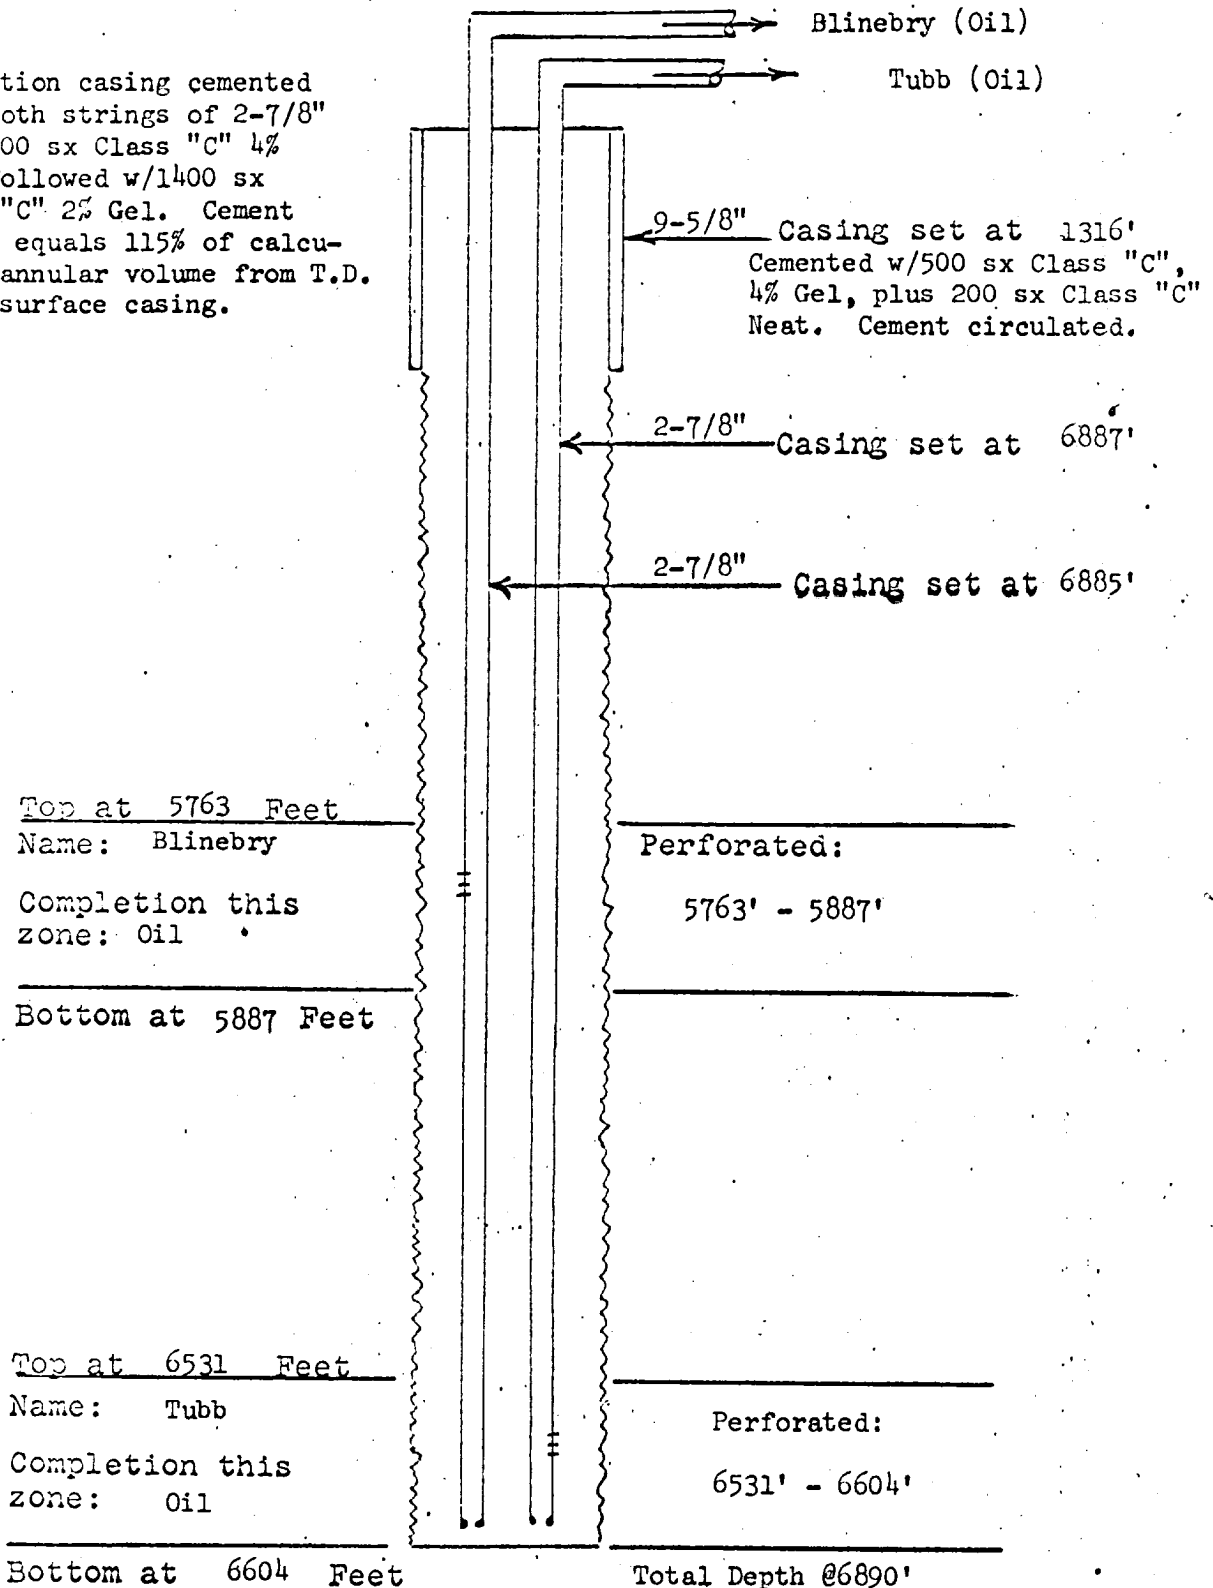 Blinebry (Oil)
Tubb (Oil)
tion casing cemented
oth strings of 2-7/8"
00 sx Class "C" 4%
ollowed w/1400 sx
"C" 2% Gel. Cement
equals 115% of calcu-
annular volume from T.D.
surface casing.
9-5/8" Casing set at 1316'
Cemented w/500 sx Class "C",
4% Gel, plus 200 sx Class "C"
Neat. Cement circulated.
2-7/8" Casing set at 6887'
2-7/8" Casing set at 6885'
Top at 5763 Feet
Name: Blinebry
Completion this
zone: Oil
Bottom at 5887 Feet
Perforated:
5763' - 5887'
Top at 6531 Feet
Name: Tubb
Completion this
zone: Oil
Bottom at 6604 Feet
Perforated:
6531' - 6604'
Total Depth @6890'